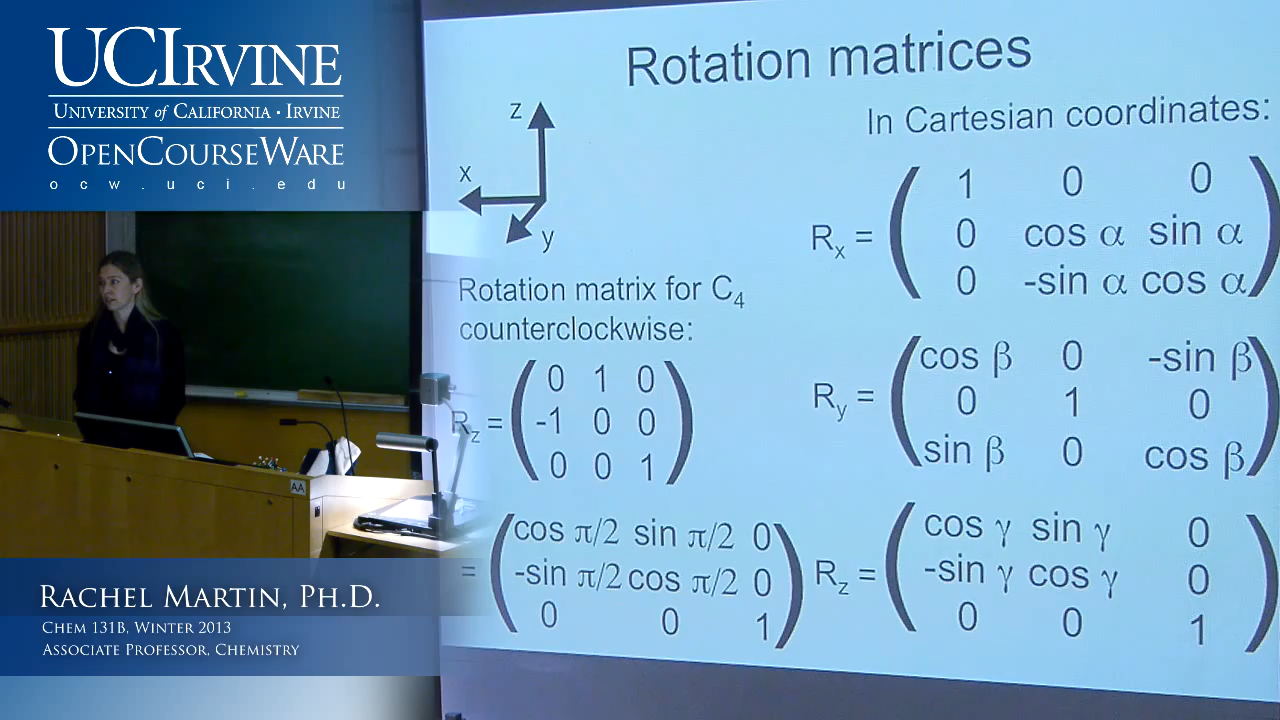 UCIRVINE
UNIVERSITY of CALIFORNIA · IRVINE
OPENCOURSEWARE
ocw.uci.edu
Rotation matrices
z
x
y
In Cartesian coordinates:
Rx = ( 1 0 0
0 cos α sin α
0 -sin α cos α )
Rotation matrix for C4
counterclockwise:
Rz = ( 0 1 0
-1 0 0
0 0 1 )
= ( cos π/2 sin π/2 0
-sin π/2 cos π/2 0
0 0 1 )
Ry = ( cos β 0 -sin β
0 1 0
sin β 0 cos β )
Rz = ( cos γ sin γ 0
-sin γ cos γ 0
0 0 1 )
AA
RACHEL MARTIN, PH.D.
CHEM 131B, WINTER 2013
ASSOCIATE PROFESSOR, CHEMISTRY